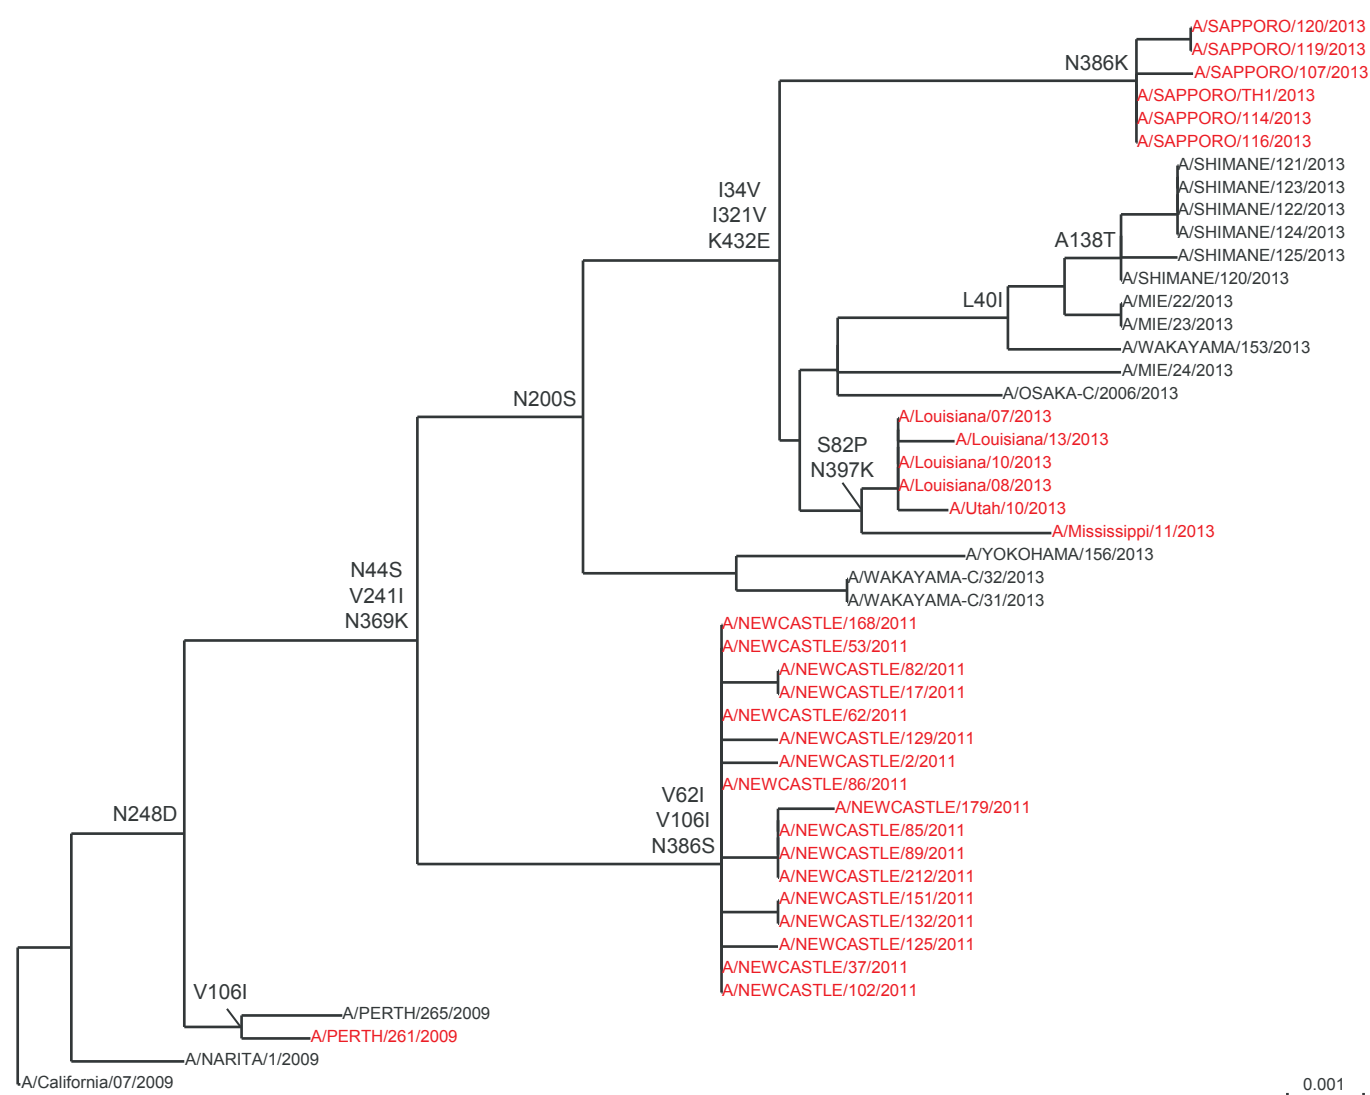 A/SAPPORO/120/2013
A/SAPPORO/119/2013
N386K
A/SAPPORO/107/2013
A/SAPPORO/TH1/2013
A/SAPPORO/114/2013
A/SAPPORO/116/2013
A/SHIMANE/121/2013
I34V
I321V
K432E
A/SHIMANE/123/2013
A/SHIMANE/122/2013
A/SHIMANE/124/2013
A138T
A/SHIMANE/125/2013
A/SHIMANE/120/2013
L40I
A/MIE/22/2013
A/MIE/23/2013
A/WAKAYAMA/153/2013
A/MIE/24/2013
N200S
A/OSAKA-C/2006/2013
A/Louisiana/07/2013
S82P
N397K
A/Louisiana/13/2013
A/Louisiana/10/2013
A/Louisiana/08/2013
A/Utah/10/2013
A/Mississippi/11/2013
A/YOKOHAMA/156/2013
N44S
V241I
N369K
A/WAKAYAMA-C/32/2013
A/WAKAYAMA-C/31/2013
A/NEWCASTLE/168/2011
A/NEWCASTLE/53/2011
A/NEWCASTLE/82/2011
A/NEWCASTLE/17/2011
A/NEWCASTLE/62/2011
A/NEWCASTLE/129/2011
A/NEWCASTLE/2/2011
A/NEWCASTLE/86/2011
V62I
V106I
N386S
N248D
A/NEWCASTLE/179/2011
A/NEWCASTLE/85/2011
A/NEWCASTLE/89/2011
A/NEWCASTLE/212/2011
A/NEWCASTLE/151/2011
A/NEWCASTLE/132/2011
A/NEWCASTLE/125/2011
A/NEWCASTLE/37/2011
A/NEWCASTLE/102/2011
V106I
A/PERTH/265/2009
A/PERTH/261/2009
A/NARITA/1/2009
A/California/07/2009
0.001